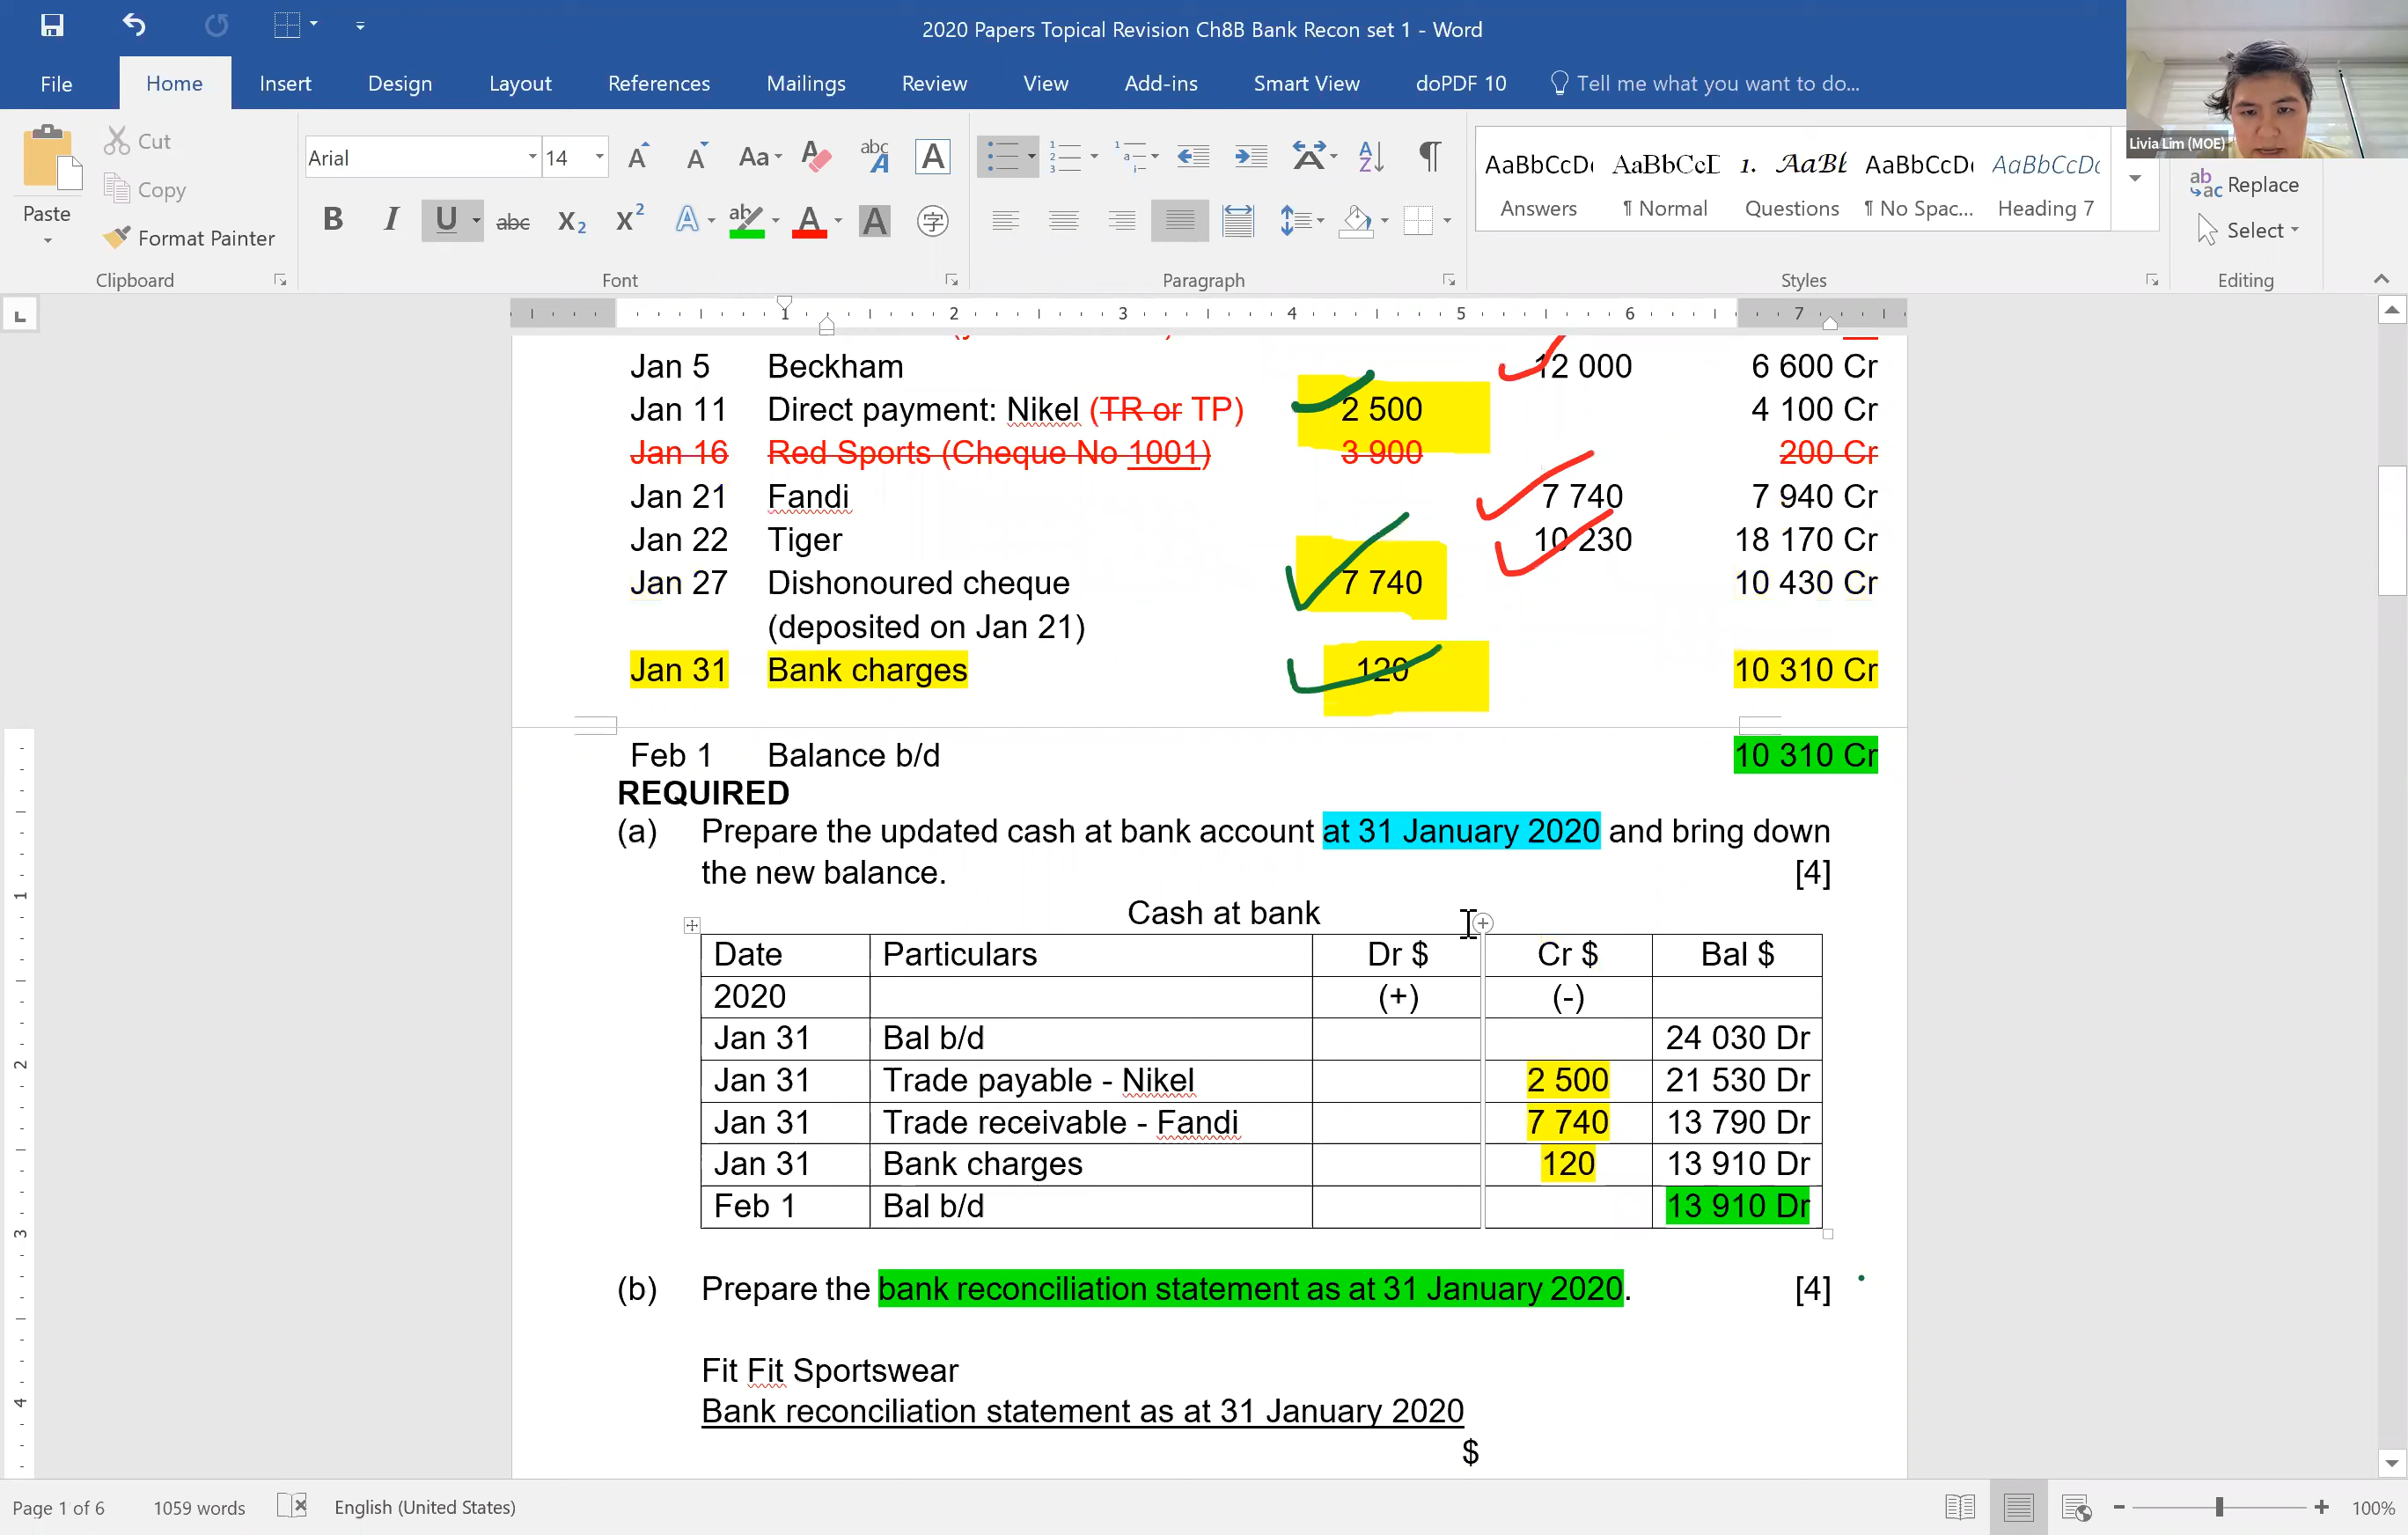 2020 Papers Topical Revision Ch8B Bank Recon set 1 - Word
File Home Insert Design Layout References Mailings Review View Add-ins Smart View doPDF 10 Tell me what you want to do...
Livia Lim (MOE)
Cut
Copy
Paste
Format Painter
Clipboard
Arial 14
Font
Paragraph
AaBbCcD AaBbCcD 1. AaBb AaBbCcD AaBbCcD
Answers ¶ Normal Questions ¶ No Spac... Heading 7
Styles
Replace
Select
Editing
1 2 3 4 5 6 7
Jan 5 Beckham 12 000 6 600 Cr
Jan 11 Direct payment: Nikel (TR or TP) 2 500 4 100 Cr
Jan 16 Red Sports (Cheque No 1001) 3 900 200 Cr
Jan 21 Fandi 7 740 7 940 Cr
Jan 22 Tiger 10 230 18 170 Cr
Jan 27 Dishonoured cheque 7 740 10 430 Cr
(deposited on Jan 21)
Jan 31 Bank charges 120 10 310 Cr
Feb 1 Balance b/d 10 310 Cr
REQUIRED
(a) Prepare the updated cash at bank account at 31 January 2020 and bring down
the new balance. [4]
Cash at bank
Date Particulars Dr $ Cr $ Bal $
2020 (+) (-)
Jan 31 Bal b/d 24 030 Dr
Jan 31 Trade payable - Nikel 2 500 21 530 Dr
Jan 31 Trade receivable - Fandi 7 740 13 790 Dr
Jan 31 Bank charges 120 13 910 Dr
Feb 1 Bal b/d 13 910 Dr
(b) Prepare the bank reconciliation statement as at 31 January 2020. [4]
Fit Fit Sportswear
Bank reconciliation statement as at 31 January 2020
$
Page 1 of 6 1059 words English (United States) 100%